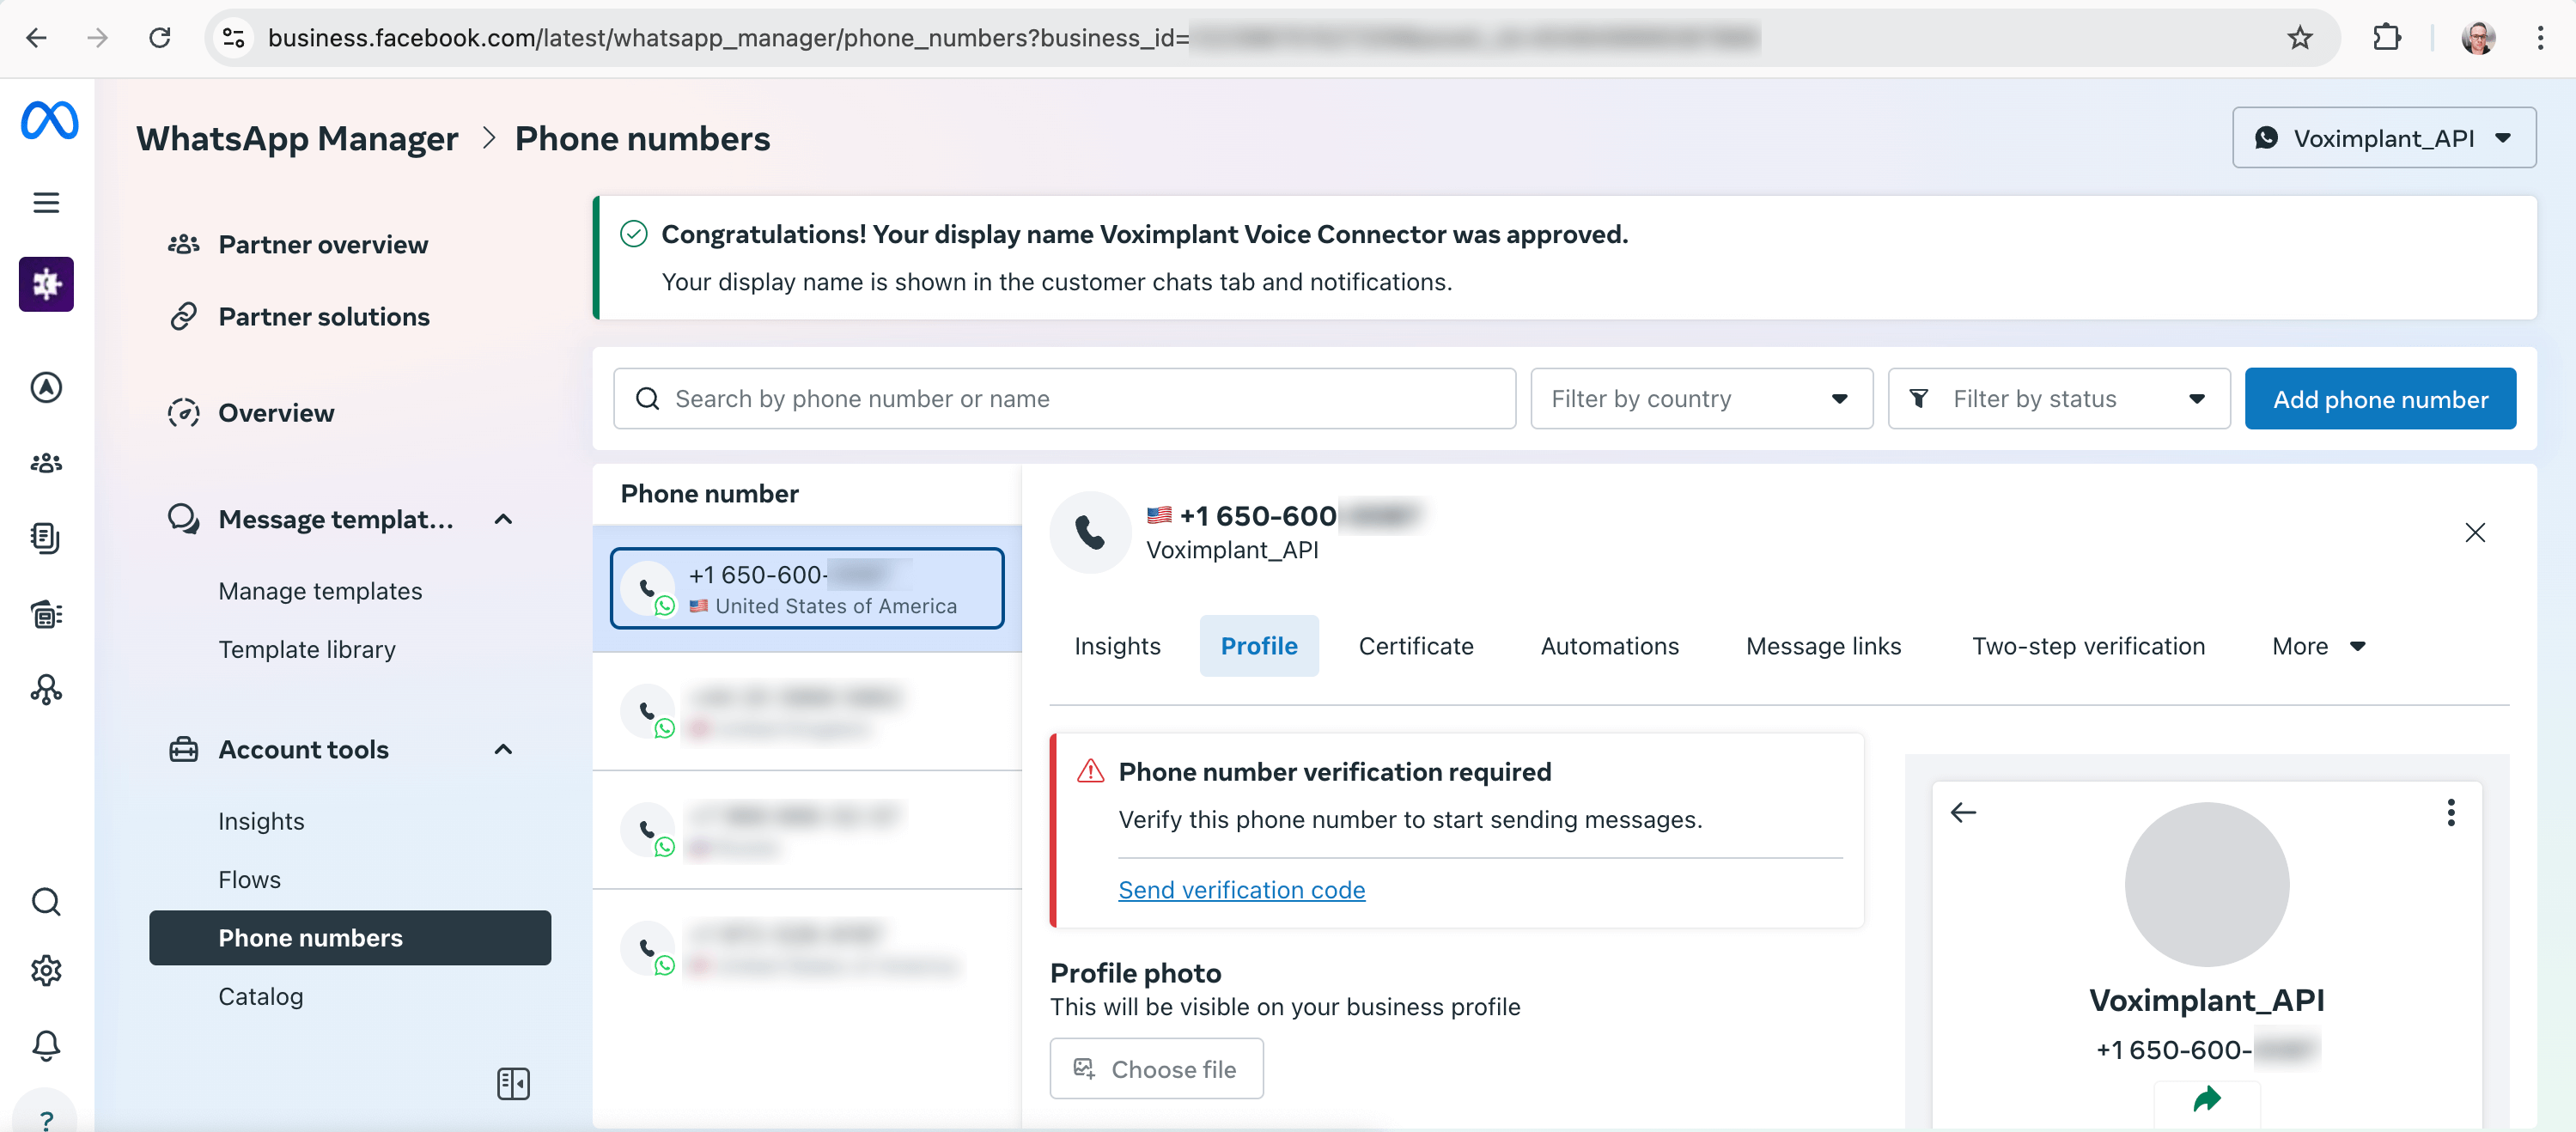 business.facebook.com/latest/whatsapp_manager/phone_numbers?business_id=
WhatsApp Manager > Phone numbers
Voximplant_API
Partner overview
Partner solutions
Overview
Message templat...
Manage templates
Template library
Account tools
Insights
Flows
Phone numbers
Catalog
?
Congratulations! Your display name Voximplant Voice Connector was approved.
Your display name is shown in the customer chats tab and notifications.
Search by phone number or name
Filter by country
Filter by status
Add phone number
Phone number
+1 650-600-
United States of America
+1 650-600
Voximplant_API
Insights
Profile
Certificate
Automations
Message links
Two-step verification
More
Phone number verification required
Verify this phone number to start sending messages.
Send verification code
Profile photo
This will be visible on your business profile
Choose file
Voximplant_API
+1 650-600-